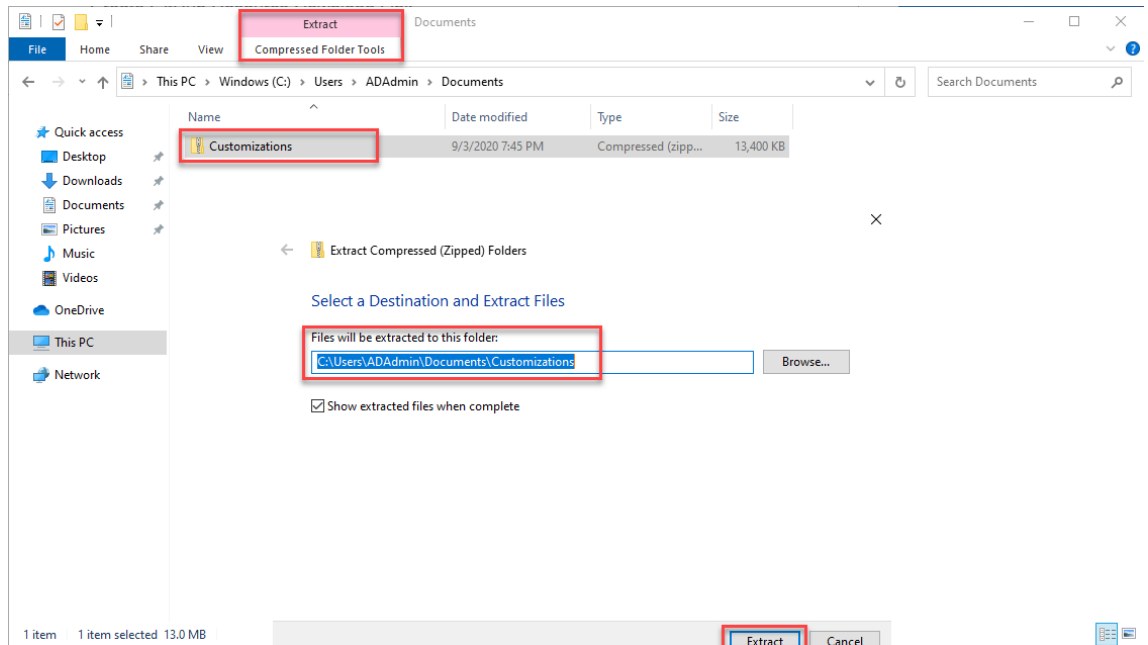 Extract Documents
File Home Share View Compressed Folder Tools
This PC > Windows (C:) > Users > ADAdmin > Documents Search Documents
Name Date modified Type Size
Quick access
Customizations 9/3/2020 7:45 PM Compressed (zipp... 13,400 KB
Desktop
Downloads
Documents
Pictures
Music
Videos
OneDrive
This PC
Network
Extract Compressed (Zipped) Folders
Select a Destination and Extract Files
Files will be extracted to this folder:
C:\Users\ADAdmin\Documents\Customizations Browse...
Show extracted files when complete
1 item 1 item selected 13.0 MB
Extract Cancel